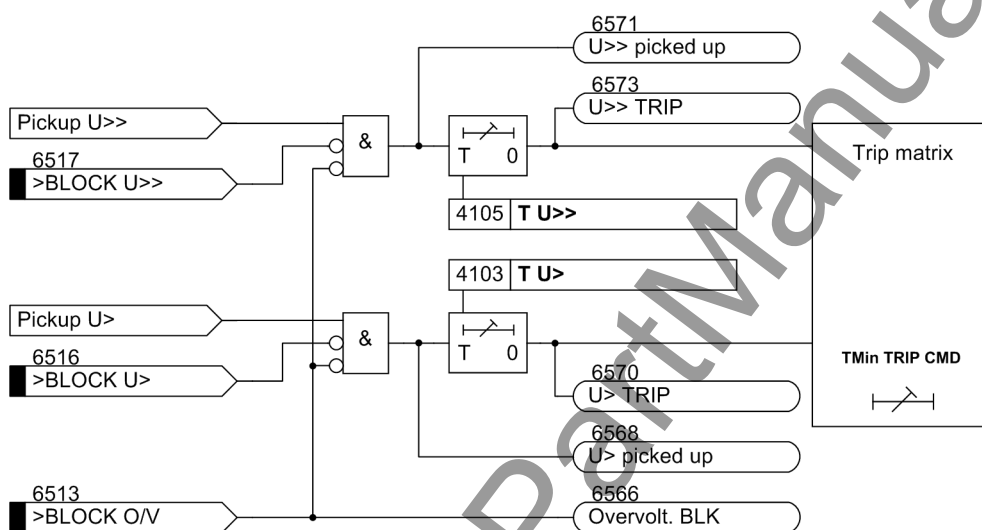 6571
U>> picked up
6573
U>> TRIP
Pickup U>>
&
T 0
Trip matrix
6517
>BLOCK U>>
4105 T U>>
4103 T U>
Pickup U>
&
T 0
6516
>BLOCK U>
TMin TRIP CMD
6570
U> TRIP
6568
U> picked up
6513
>BLOCK O/V
6566
Overvolt. BLK
PartManua